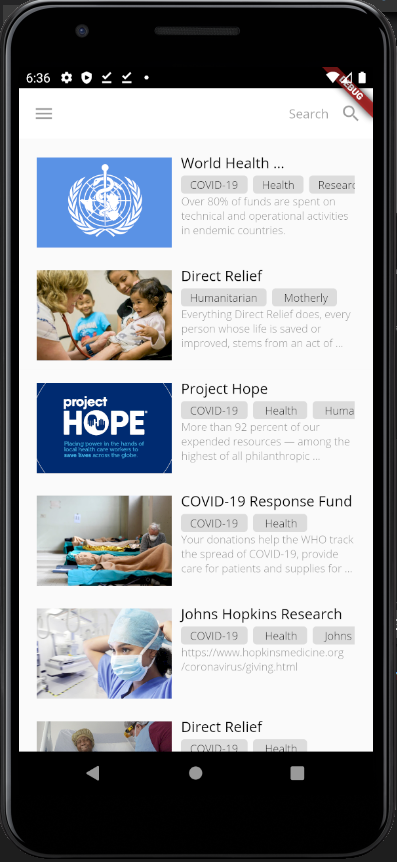 6:36
DEBUG
Search
World Health ...
COVID-19 Health Researc
Over 80% of funds are spent on
technical and operational activities
in endemic countries.
Direct Relief
Humanitarian Motherly
Everything Direct Relief does, every
person whose life is saved or
improved, stems from an act of ...
project
HOPE
Placing power in the hands of
local health care workers to
save lives across the globe.
Project Hope
COVID-19 Health Huma
More than 92 percent of our
expended resources — among the
highest of all philanthropic ...
COVID-19 Response Fund
COVID-19 Health
Your donations help the WHO track
the spread of COVID-19, provide
care for patients and supplies for ...
Johns Hopkins Research
COVID-19 Health Johns
https://www.hopkinsmedicine.org
/coronavirus/giving.html
Direct Relief
COVID-19 Health